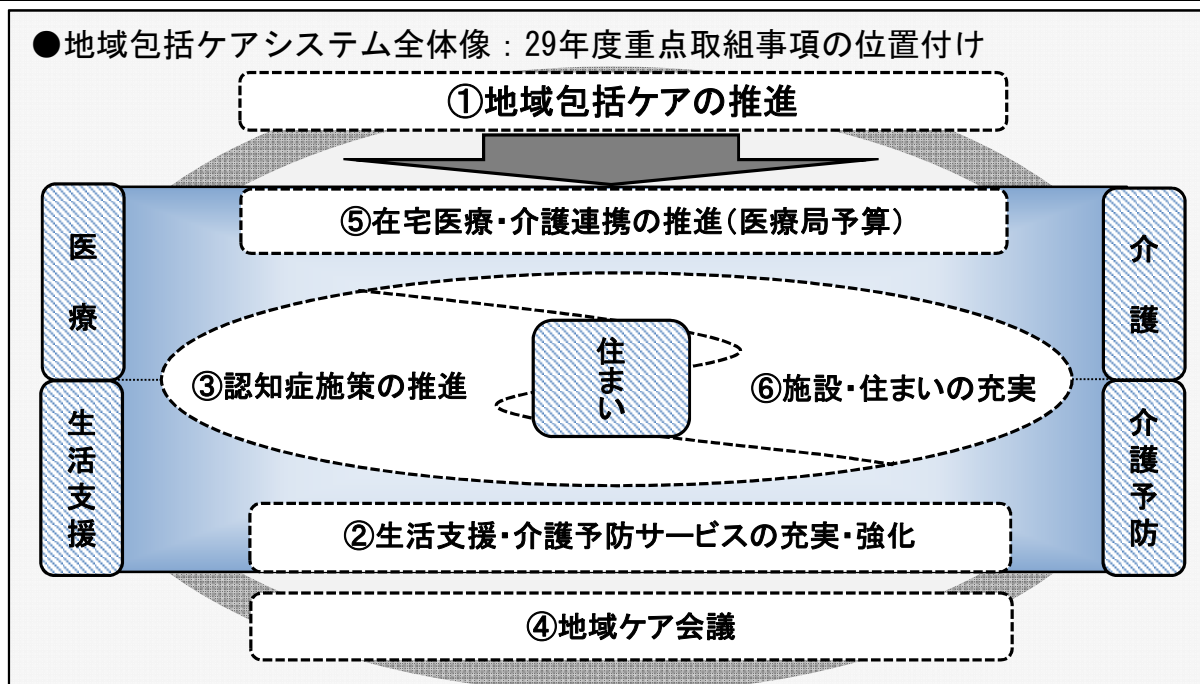 ●地域包括ケアシステム全体像：29年度重点取組事項の位置付け
①地域包括ケアの推進
⑤在宅医療・介護連携の推進（医療局予算）
医療
介護
住まい
③認知症施策の推進
⑥施設・住まいの充実
生活支援
介護予防
②生活支援・介護予防サービスの充実・強化
④地域ケア会議